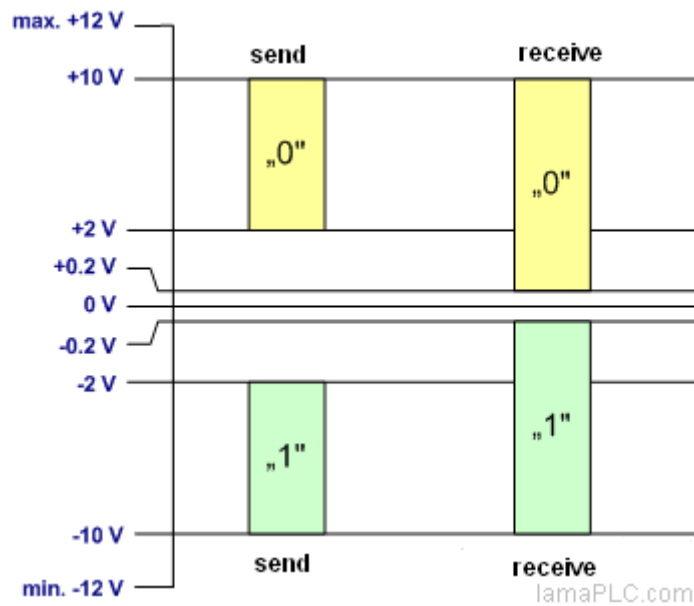 max. +12 V
send
receive
+10 V
„0"
„0"
+2 V
+0.2 V
0 V
-0.2 V
-2 V
„1"
„1"
-10 V
send
receive
min. -12 V
lamaPLC.com